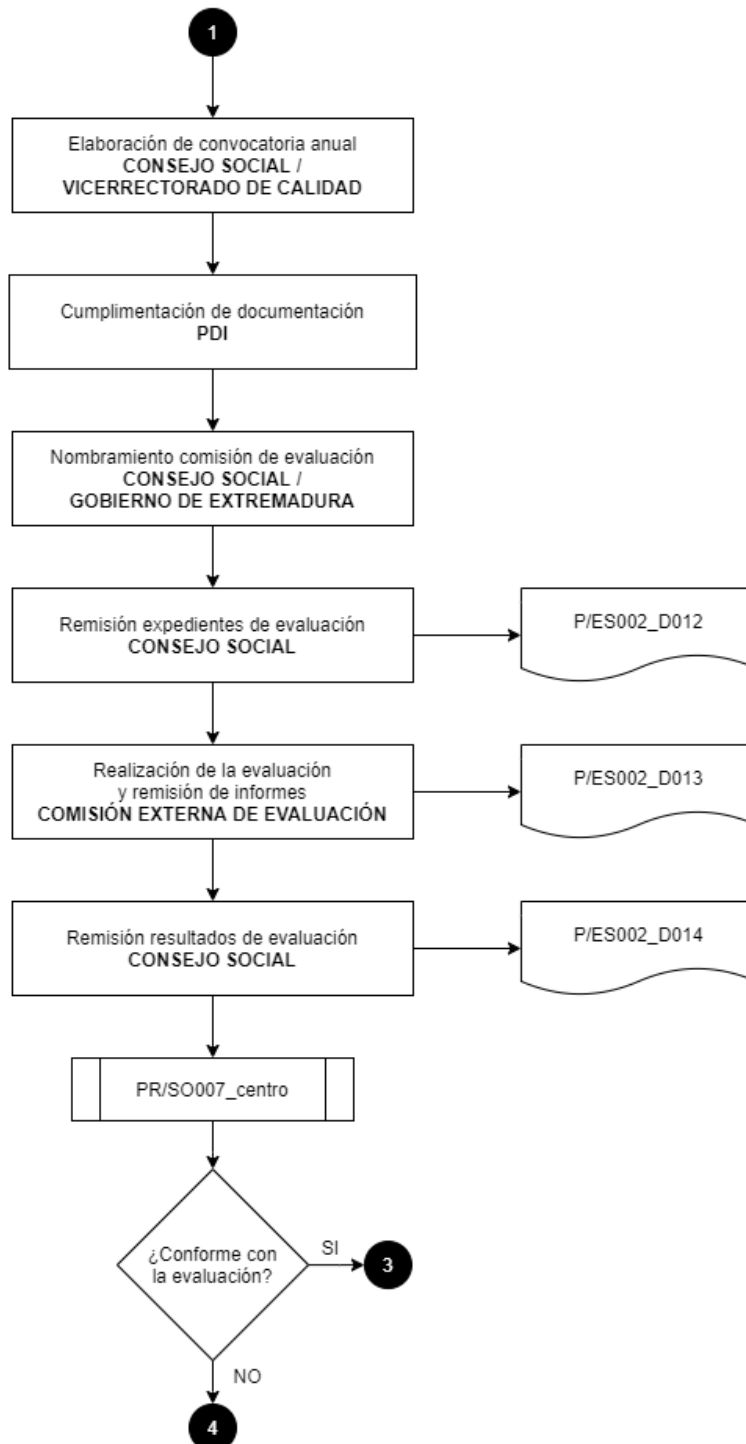 1
Elaboración de convocatoria anual
CONSEJO SOCIAL /
VICERRECTORADO DE CALIDAD
Cumplimentación de documentación
PDI
Nombramiento comisión de evaluación
CONSEJO SOCIAL /
GOBIERNO DE EXTREMADURA
Remisión expedientes de evaluación
CONSEJO SOCIAL
P/ES002_D012
Realización de la evaluación
y remisión de informes
COMISIÓN EXTERNA DE EVALUACIÓN
P/ES002_D013
Remisión resultados de evaluación
CONSEJO SOCIAL
P/ES002_D014
PR/SO007_centro
¿Conforme con
la evaluación?
SI
3
NO
4